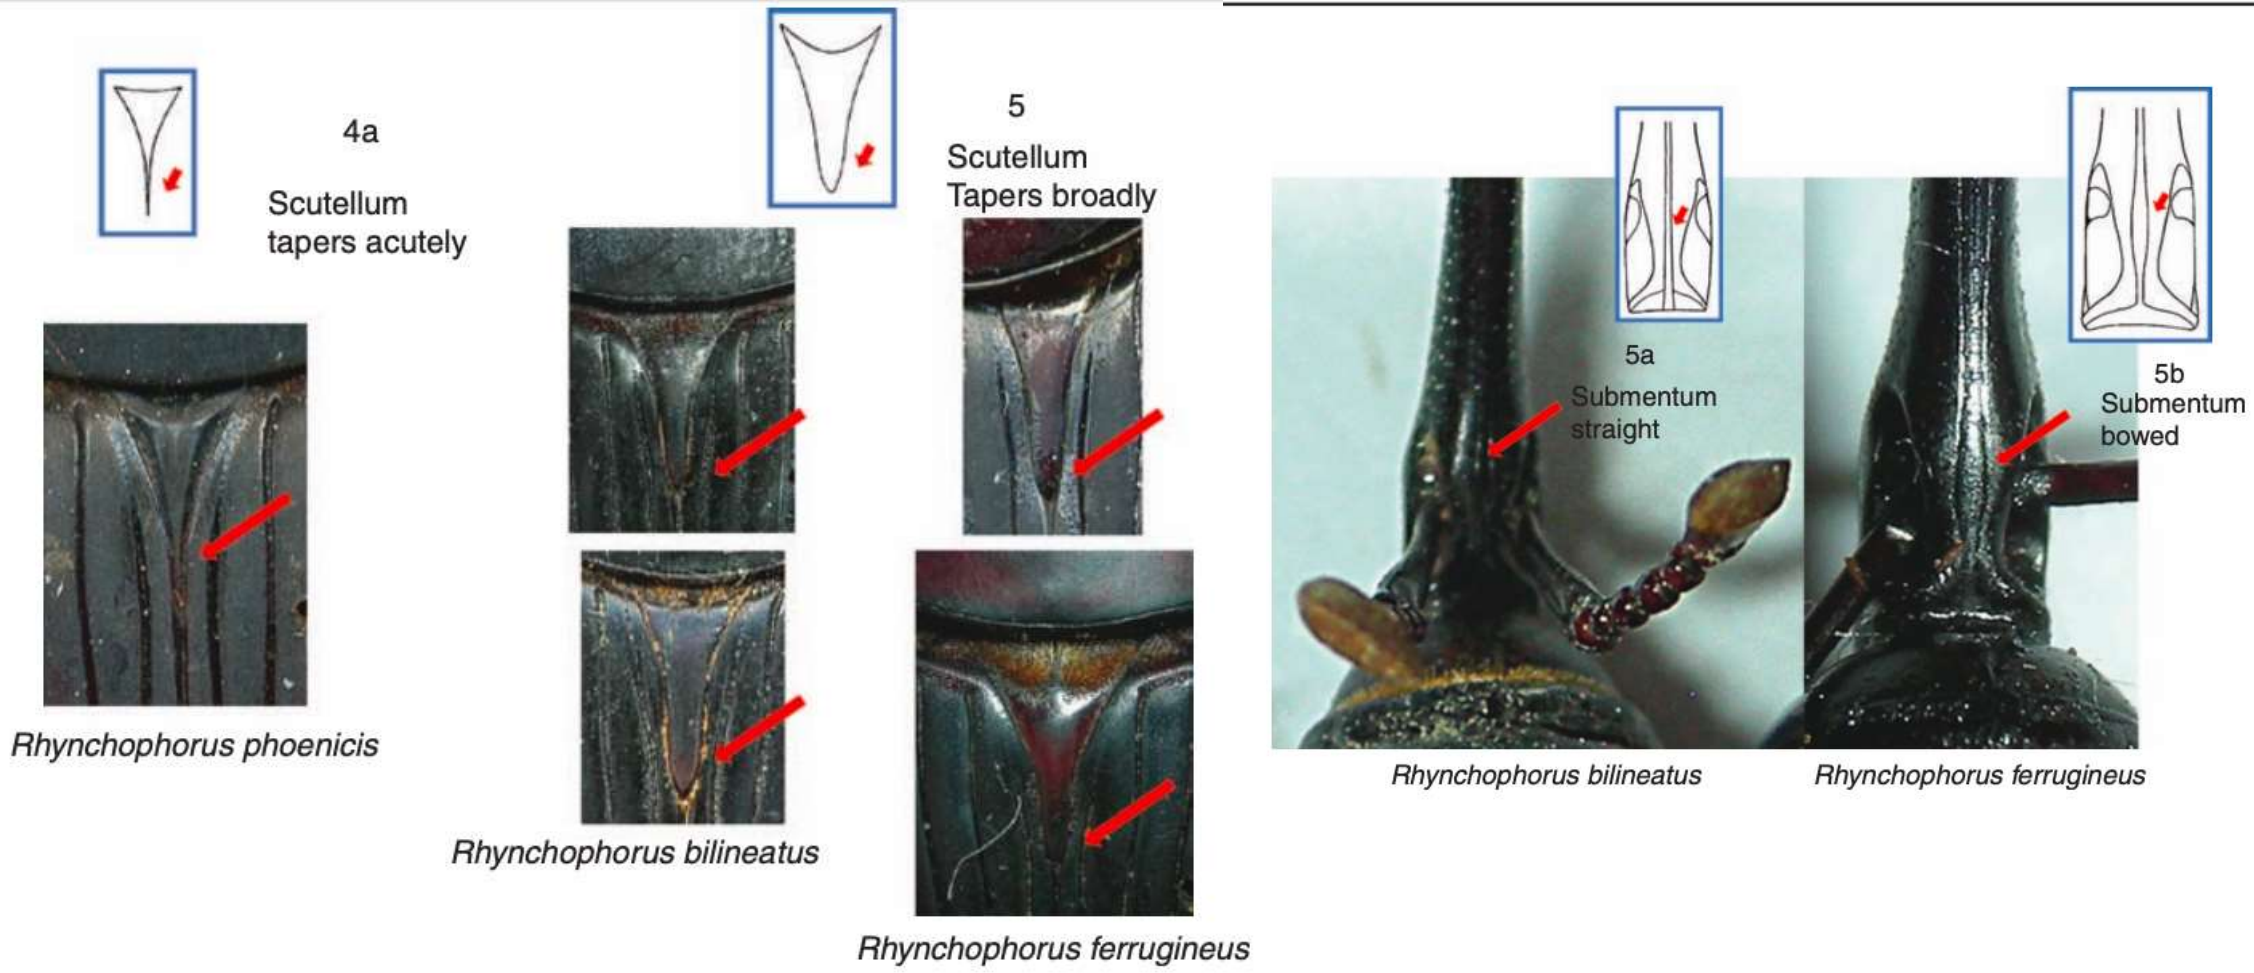 4a
Scutellum
tapers acutely
Rhynchophorus phoenicis
5
Scutellum
Tapers broadly
Rhynchophorus bilineatus
Rhynchophorus ferrugineus
5a
Submentum
straight
5b
Submentum
bowed
Rhynchophorus bilineatus
Rhynchophorus ferrugineus